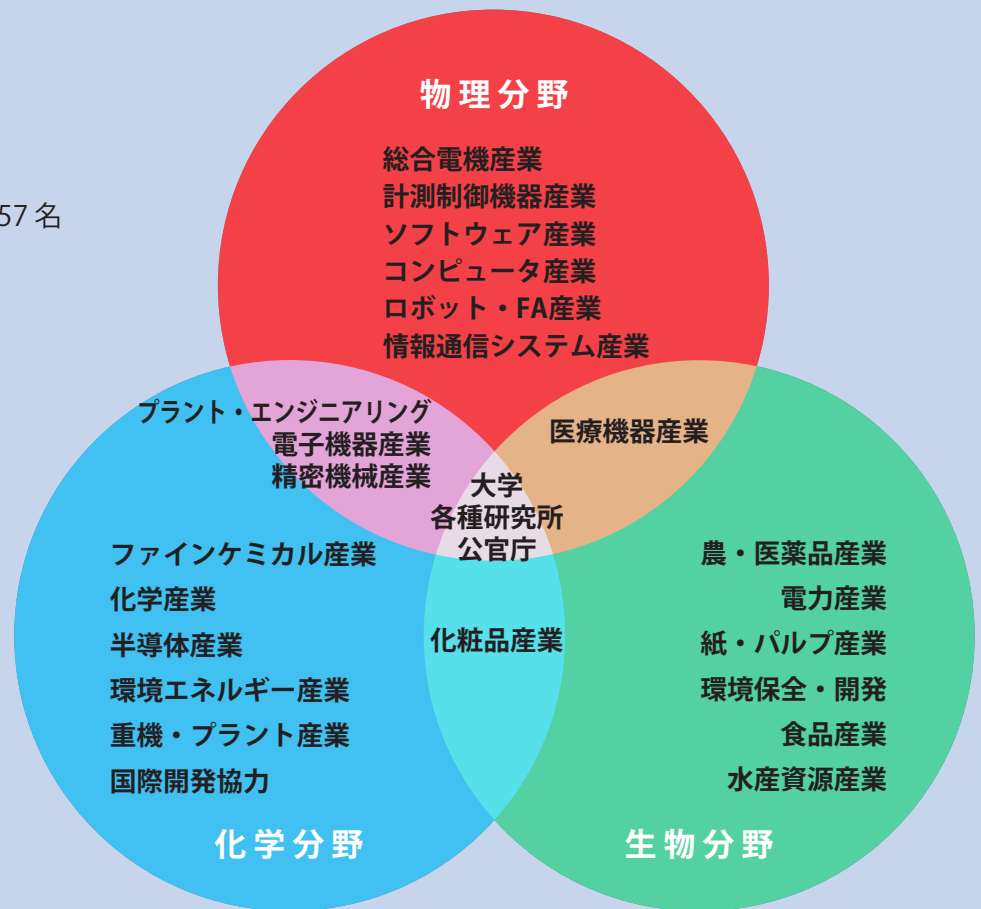 物理分野
総合電機産業
計測制御機器産業
57 名
ソフトウェア産業
コンピュータ産業
ロボット・FA産業
情報通信システム産業
プラント・エンジニアリング
電子機器産業
精密機械産業
医療機器産業
大学
各種研究所
公官庁
ファインケミカル産業
化学産業
半導体産業
環境エネルギー産業
重機・プラント産業
国際開発協力
化粧品産業
農・医薬品産業
電力産業
紙・パルプ産業
環境保全・開発
食品産業
水産資源産業
化学分野
生物分野